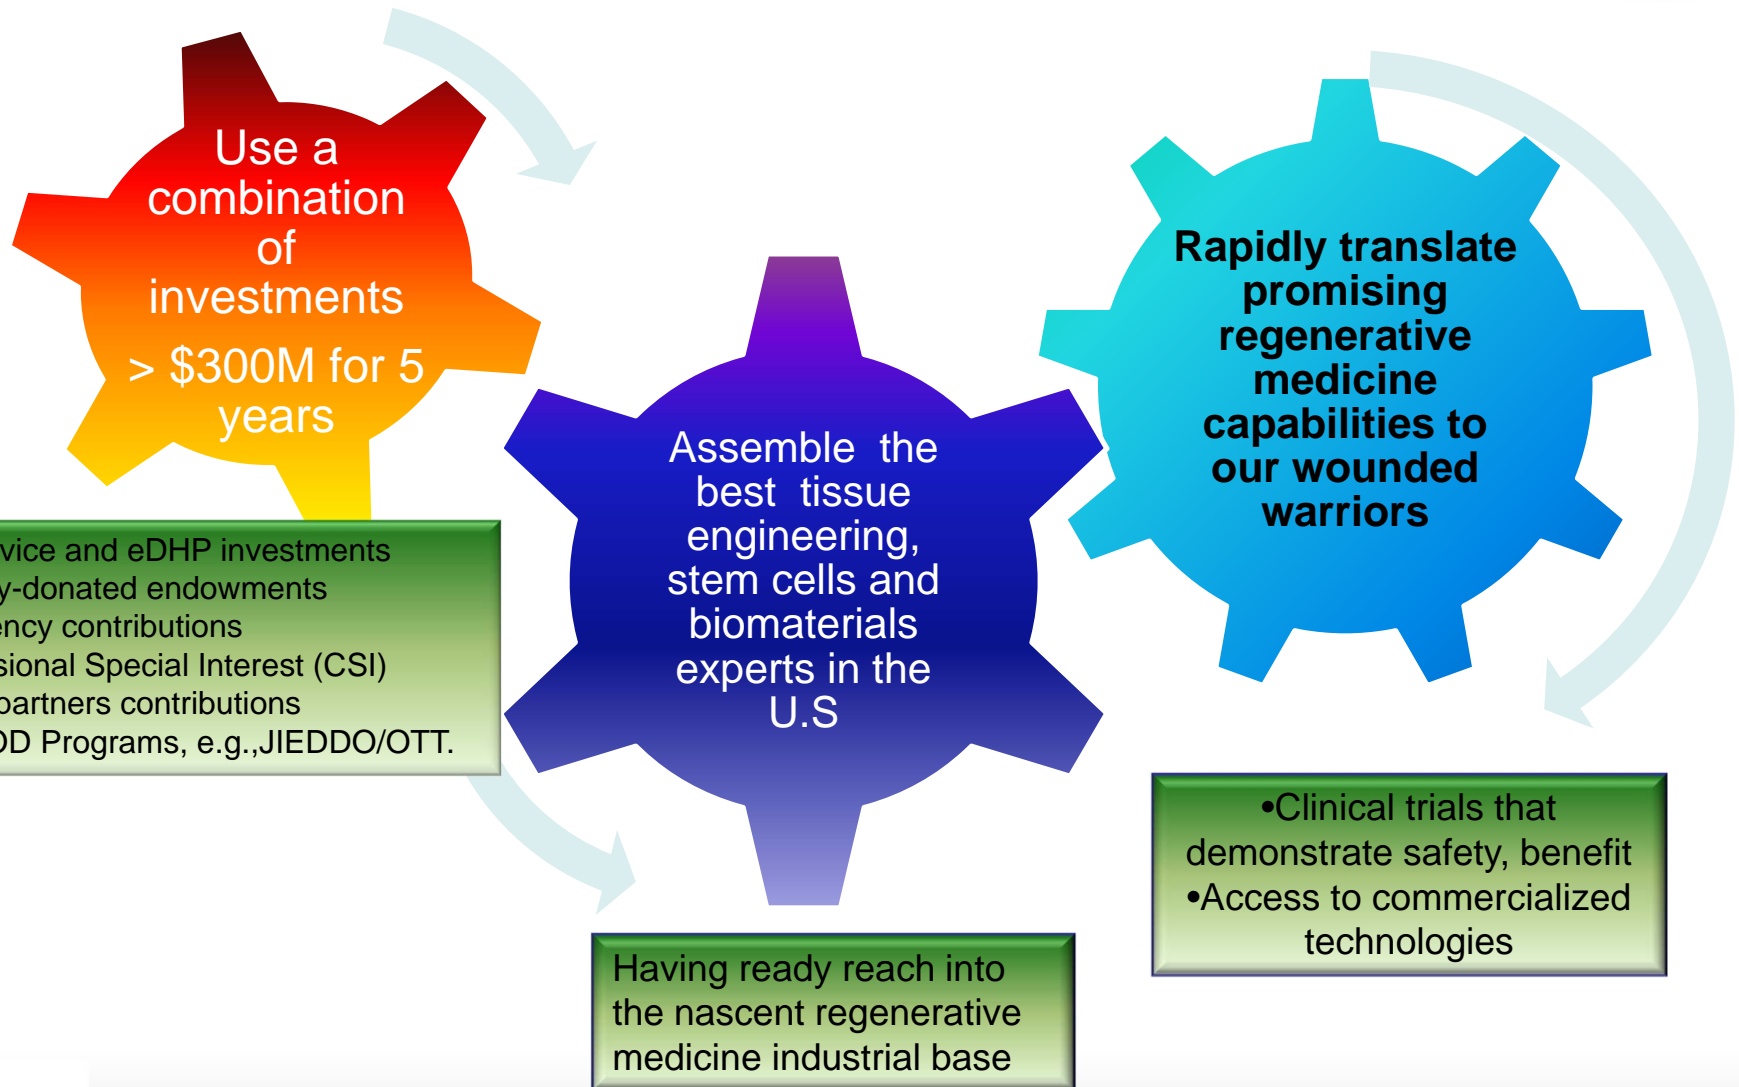 Use a
combination
of
investments
> $300M for 5
years
vice and eDHP investments
y-donated endowments
ency contributions
sional Special Interest (CSI)
partners contributions
OD Programs, e.g.,JIEDDO/OTT.
Assemble the
best tissue
engineering,
stem cells and
biomaterials
experts in the
U.S
Having ready reach into
the nascent regenerative
medicine industrial base
Rapidly translate
promising
regenerative
medicine
capabilities to
our wounded
warriors
•Clinical trials that
demonstrate safety, benefit
•Access to commercialized
technologies